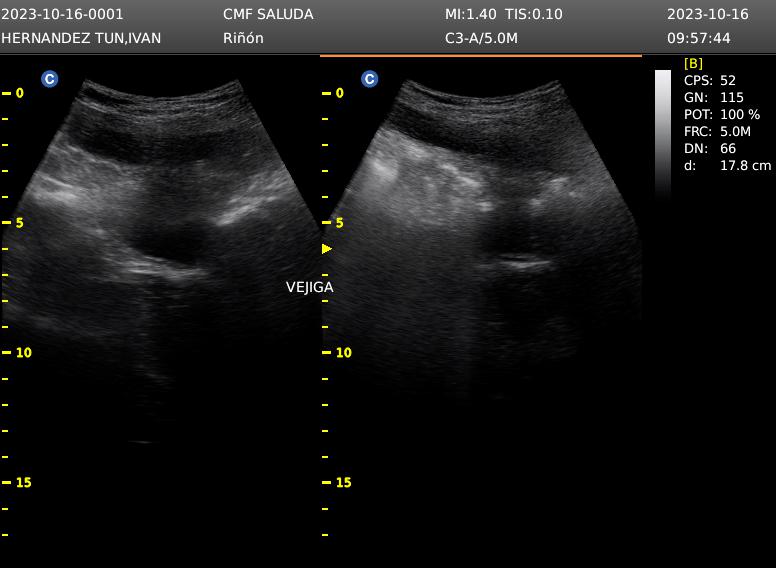 2023-10-16-0001 CMF SALUDA MI:1.40 TIS:0.10 2023-10-16
HERNANDEZ TUN,IVAN Riñón C3-A/5.0M 09:57:44
C C
[B]
CPS: 52
GN: 115
POT: 100 %
FRC: 5.0M
DN: 66
d: 17.8 cm
0 0
5 5
VEJIGA
10 10
15 15